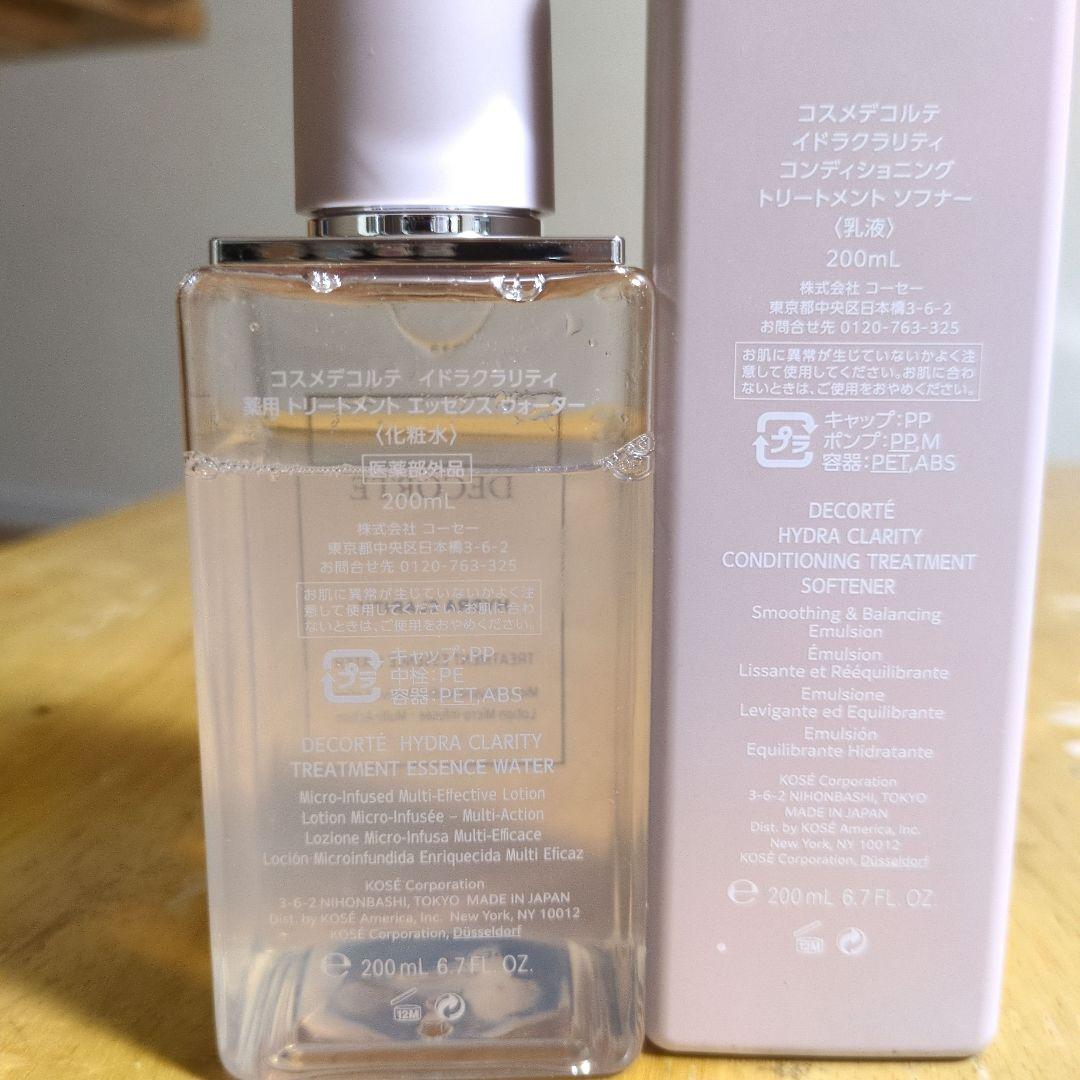 コスメデコルテ イドラクラリティ
薬用 トリートメント エッセンス ウォーター
〈化粧水〉
医薬部外品
200mL
株式会社 コーセー
東京都中央区日本橋3-6-2
お問合せ先 0120-763-325
お肌に異常が生じていないかよく注
意して使用してください。お肌に合わ
ないときは、ご使用をおやめください。
プラ
キャップ:PP
中栓:PE
容器:PET,ABS
DECORTÉ HYDRA CLARITY
TREATMENT ESSENCE WATER
Micro-Infused Multi-Effective Lotion
Lotion Micro-Infusée – Multi-Action
Lozione Micro-Infusa Multi-Efficace
Loción Microinfundida Enriquecida Multi Eficaz
KOSÉ Corporation
3-6-2 NIHONBASHI, TOKYO MADE IN JAPAN
Dist. by KOSÉ America, Inc. New York, NY 10012
KOSÉ Corporation, Düsseldorf
℮ 200 mL 6.7 FL. OZ.
12M
DECORTÉ
コスメデコルテ
イドラクラリティ
コンディショニング
トリートメント ソフナー
〈乳液〉
200mL
株式会社 コーセー
東京都中央区日本橋3-6-2
お問合せ先 0120-763-325
お肌に異常が生じていないかよく注
意して使用してください。お肌に合わ
ないときは、ご使用をおやめください。
プラ
キャップ:PP
ポンプ:PP,M
容器:PET,ABS
DECORTÉ
HYDRA CLARITY
CONDITIONING TREATMENT
SOFTENER
Smoothing & Balancing
Emulsion
Émulsion
Lissante et Rééquilibrante
Emulsione
Levigante ed Equilibrante
Emulsión
Equilibrante Hidratante
KOSÉ Corporation
3-6-2 NIHONBASHI, TOKYO
MADE IN JAPAN
Dist. by KOSÉ America, Inc.
New York, NY 10012
KOSÉ Corporation, Düsseldorf
℮ 200 mL 6.7 FL. OZ.
12M